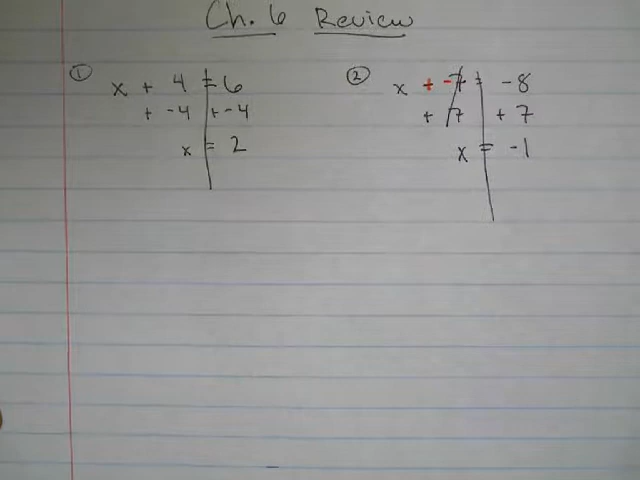 Ch. 6 Review
① x + 4 = 6
+ -4 + -4
x = 2
② x + -7 = -8
+ 7 + 7
x = -1